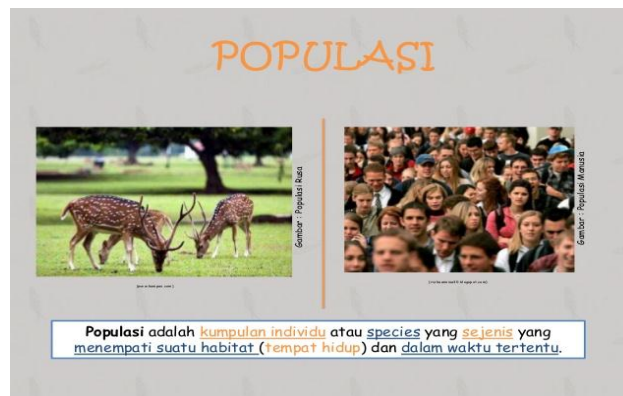 POPULASI
Gambar : Populasi Rusa
Gambar : Populasi Manusia
Populasi adalah kumpulan individu atau species yang sejenis yang
menempati suatu habitat (tempat hidup) dan dalam waktu tertentu.